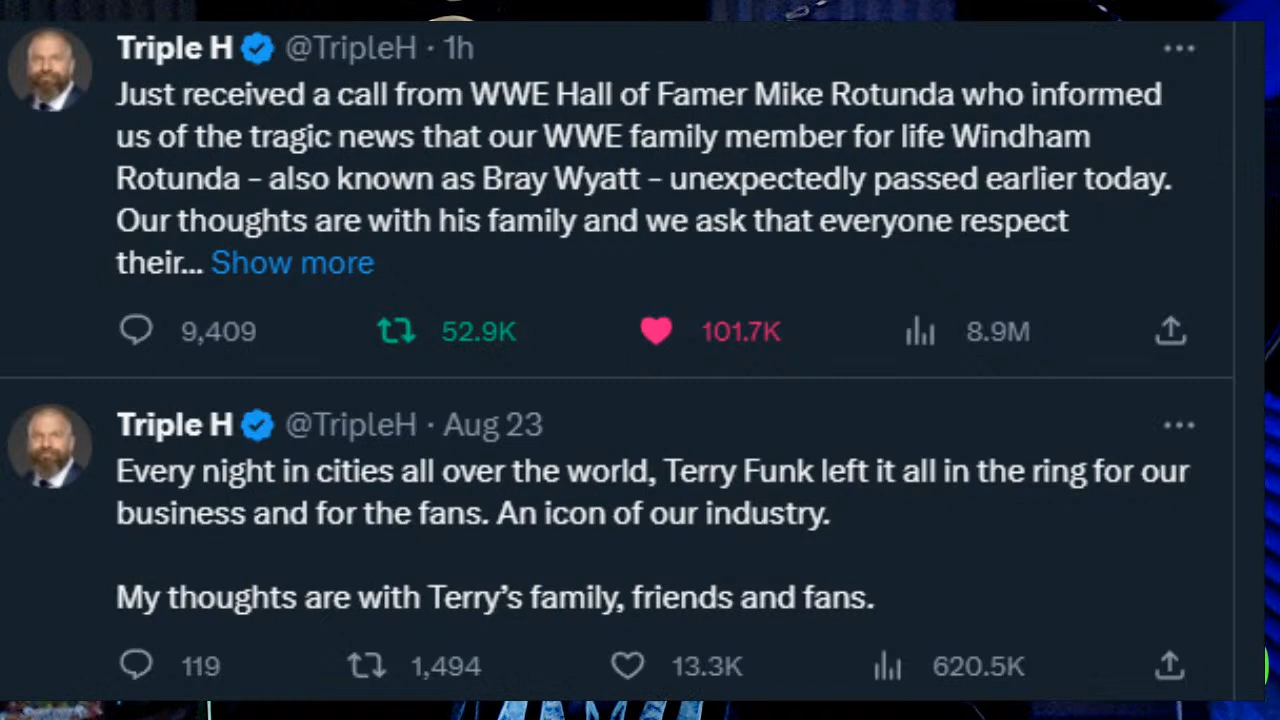 Triple H @TripleH · 1h
Just received a call from WWE Hall of Famer Mike Rotunda who informed
us of the tragic news that our WWE family member for life Windham
Rotunda - also known as Bray Wyatt - unexpectedly passed earlier today.
Our thoughts are with his family and we ask that everyone respect
their... Show more
9,409 52.9K 101.7K 8.9M
Triple H @TripleH · Aug 23
Every night in cities all over the world, Terry Funk left it all in the ring for our
business and for the fans. An icon of our industry.
My thoughts are with Terry’s family, friends and fans.
119 1,494 13.3K 620.5K